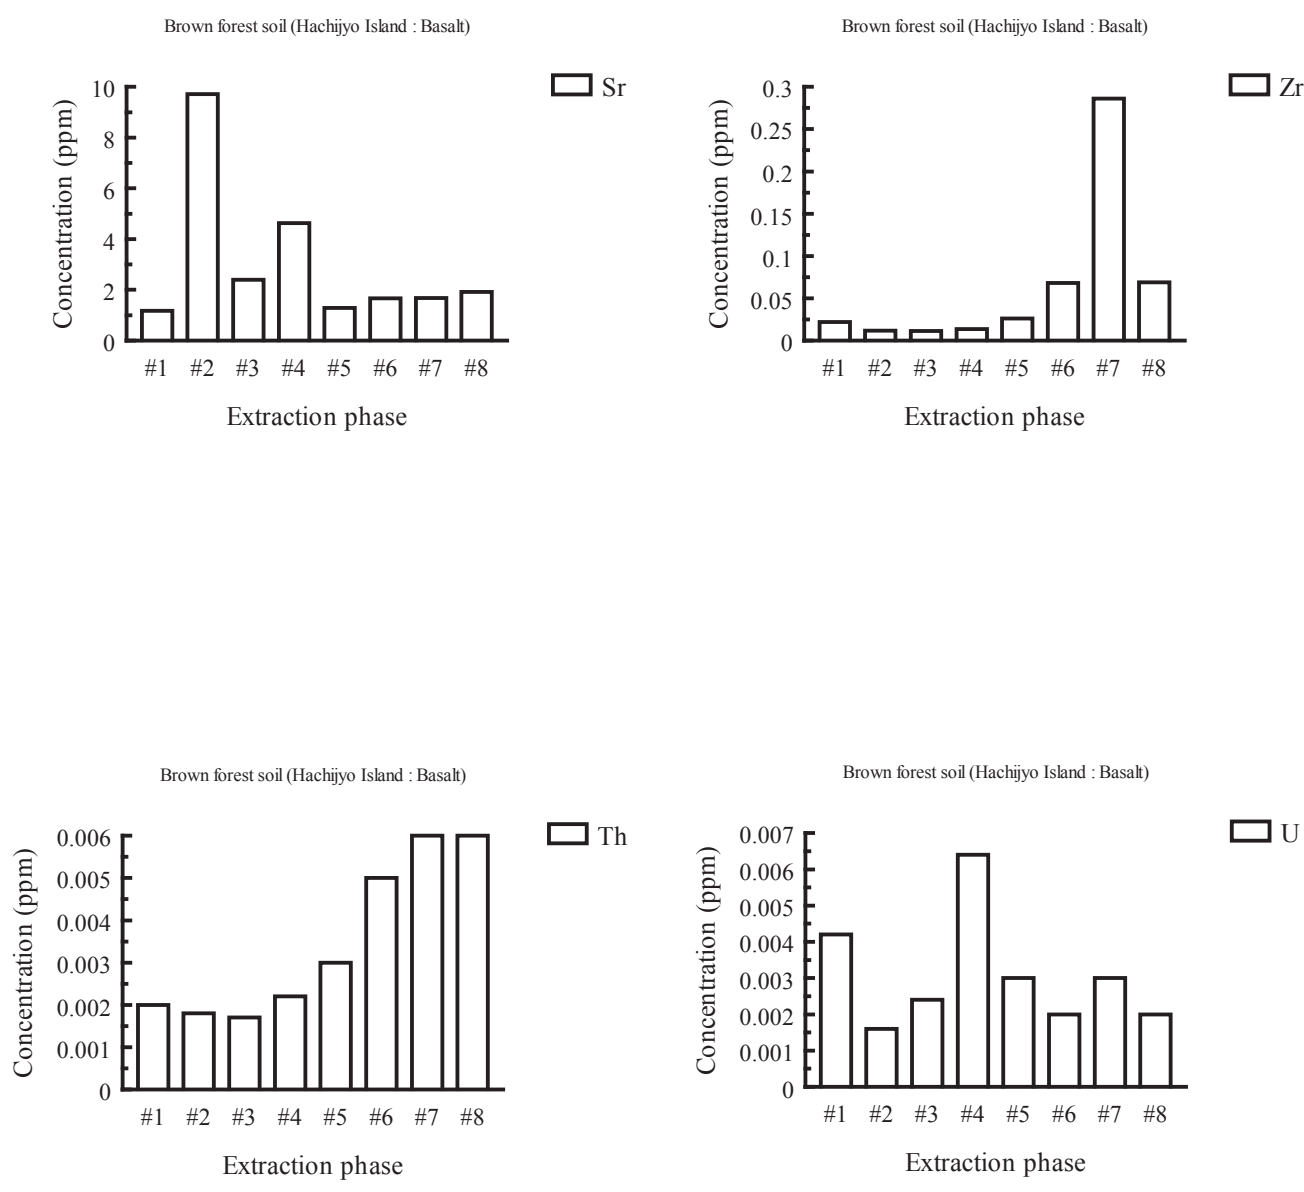 Brown forest soil (Hachijyo Island : Basalt)
Sr
Concentration (ppm)
10
8
6
4
2
0
#1 #2 #3 #4 #5 #6 #7 #8
Extraction phase
Brown forest soil (Hachijyo Island : Basalt)
Zr
Concentration (ppm)
0.3
0.25
0.2
0.15
0.1
0.05
0
#1 #2 #3 #4 #5 #6 #7 #8
Extraction phase
Brown forest soil (Hachijyo Island : Basalt)
Th
Concentration (ppm)
0.006
0.005
0.004
0.003
0.002
0.001
0
#1 #2 #3 #4 #5 #6 #7 #8
Extraction phase
Brown forest soil (Hachijyo Island : Basalt)
U
Concentration (ppm)
0.007
0.006
0.005
0.004
0.003
0.002
0.001
0
#1 #2 #3 #4 #5 #6 #7 #8
Extraction phase